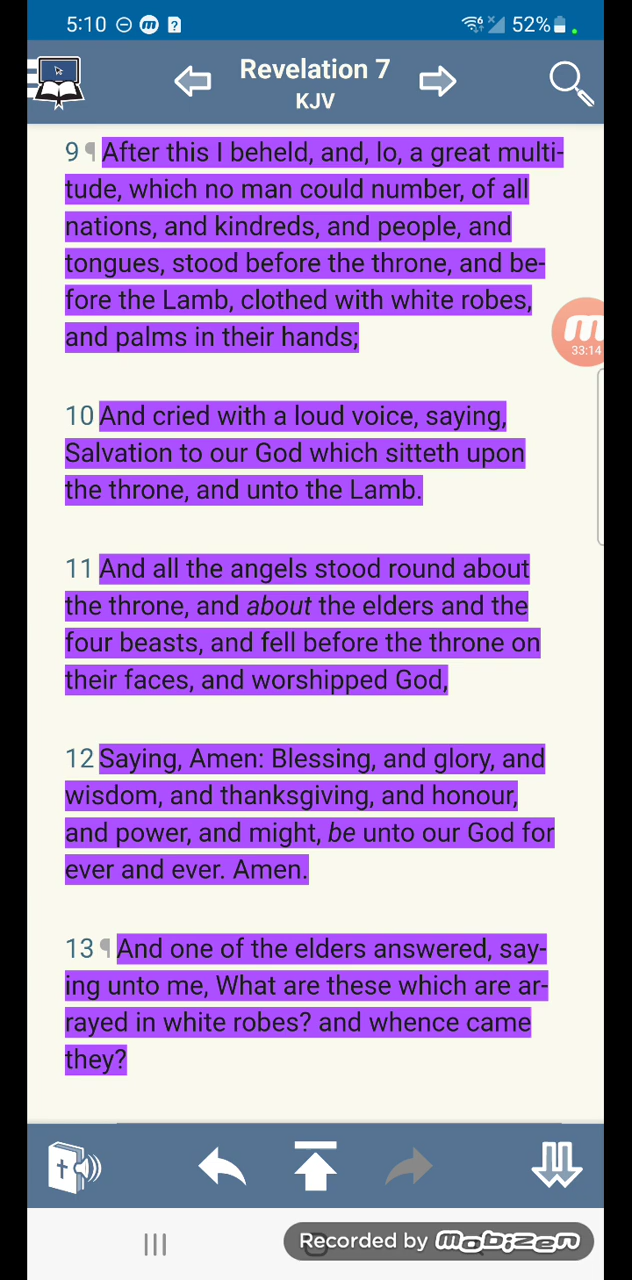 5:10 m ? 6 52%
Revelation 7
KJV
9 ¶ After this I beheld, and, lo, a great multi-
tude, which no man could number, of all
nations, and kindreds, and people, and
tongues, stood before the throne, and be-
fore the Lamb, clothed with white robes,
and palms in their hands;
m
33:14
10 And cried with a loud voice, saying,
Salvation to our God which sitteth upon
the throne, and unto the Lamb.
11 And all the angels stood round about
the throne, and about the elders and the
four beasts, and fell before the throne on
their faces, and worshipped God,
12 Saying, Amen: Blessing, and glory, and
wisdom, and thanksgiving, and honour,
and power, and might, be unto our God for
ever and ever. Amen.
13 ¶ And one of the elders answered, say-
ing unto me, What are these which are ar-
rayed in white robes? and whence came
they?
Recorded by mobizen